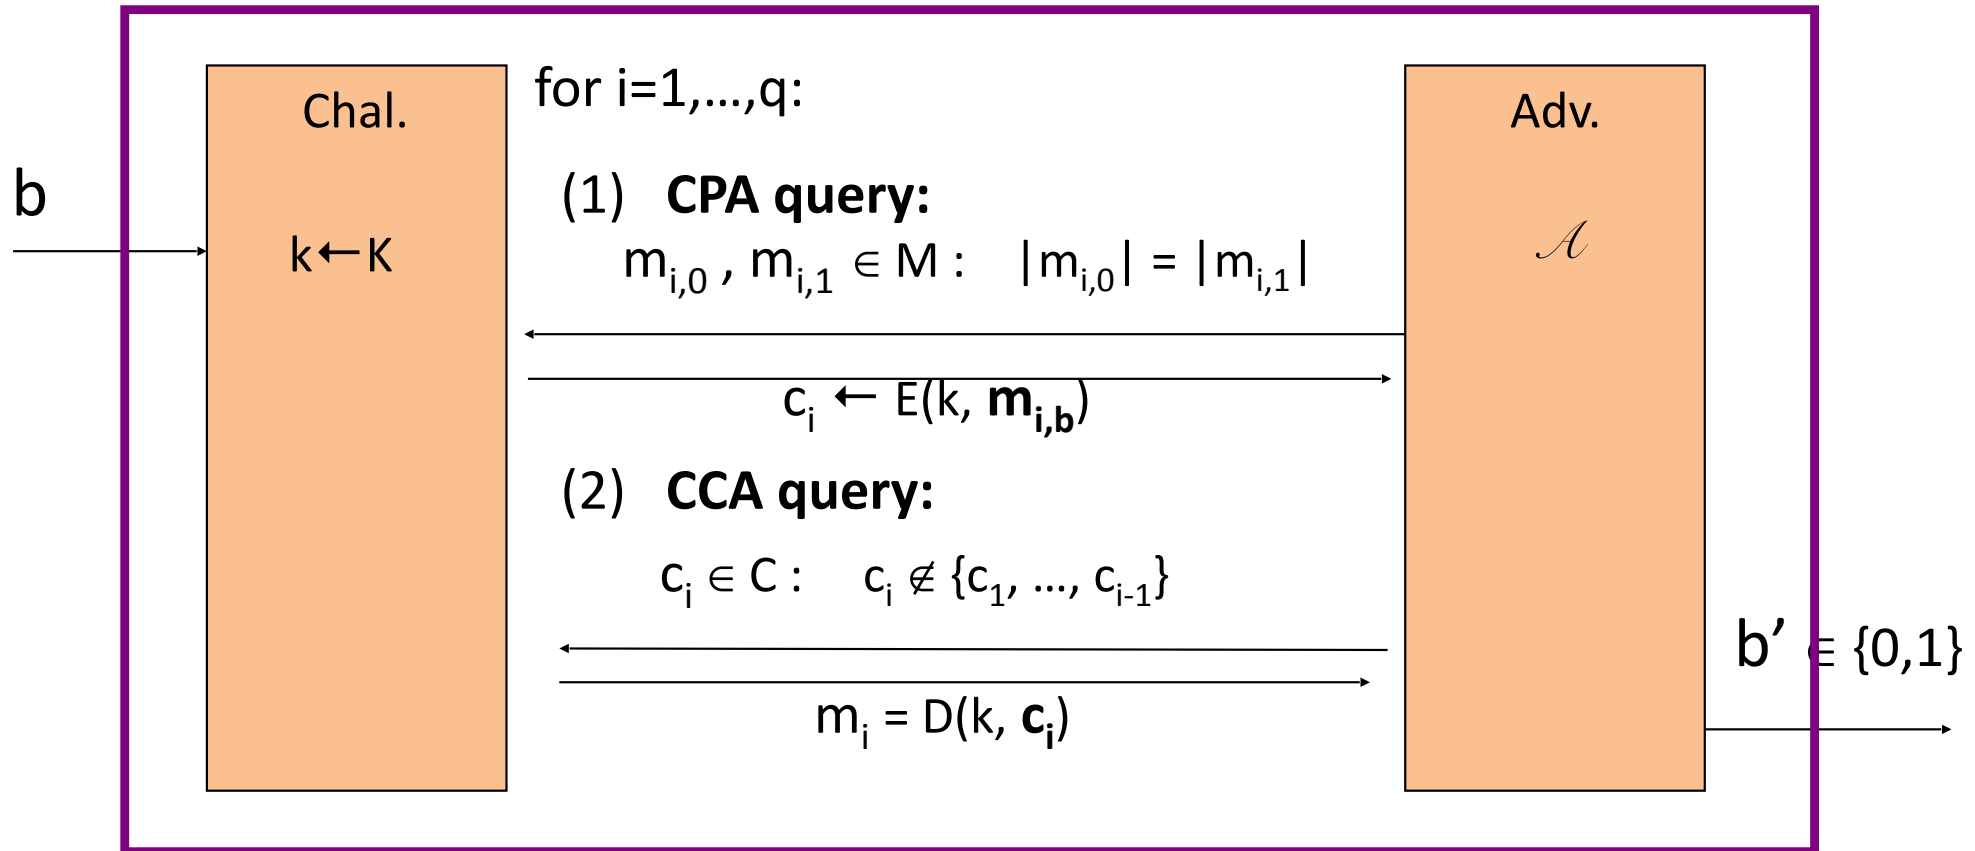 b
Chal.
k←K
for i=1,...,q:
(1) CPA query:
m_{i,0} , m_{i,1} ∈ M : |m_{i,0}| = |m_{i,1}|
c_i ← E(k, m_{i,b})
(2) CCA query:
c_i ∈ C : c_i ∉ {c_1, ..., c_{i-1}}
m_i = D(k, c_i)
Adv.
𝒜
b’ ∈ {0,1}